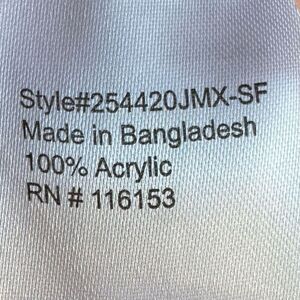 Style#254420JMX-SF
Made in Bangladesh
100% Acrylic
RN # 116153